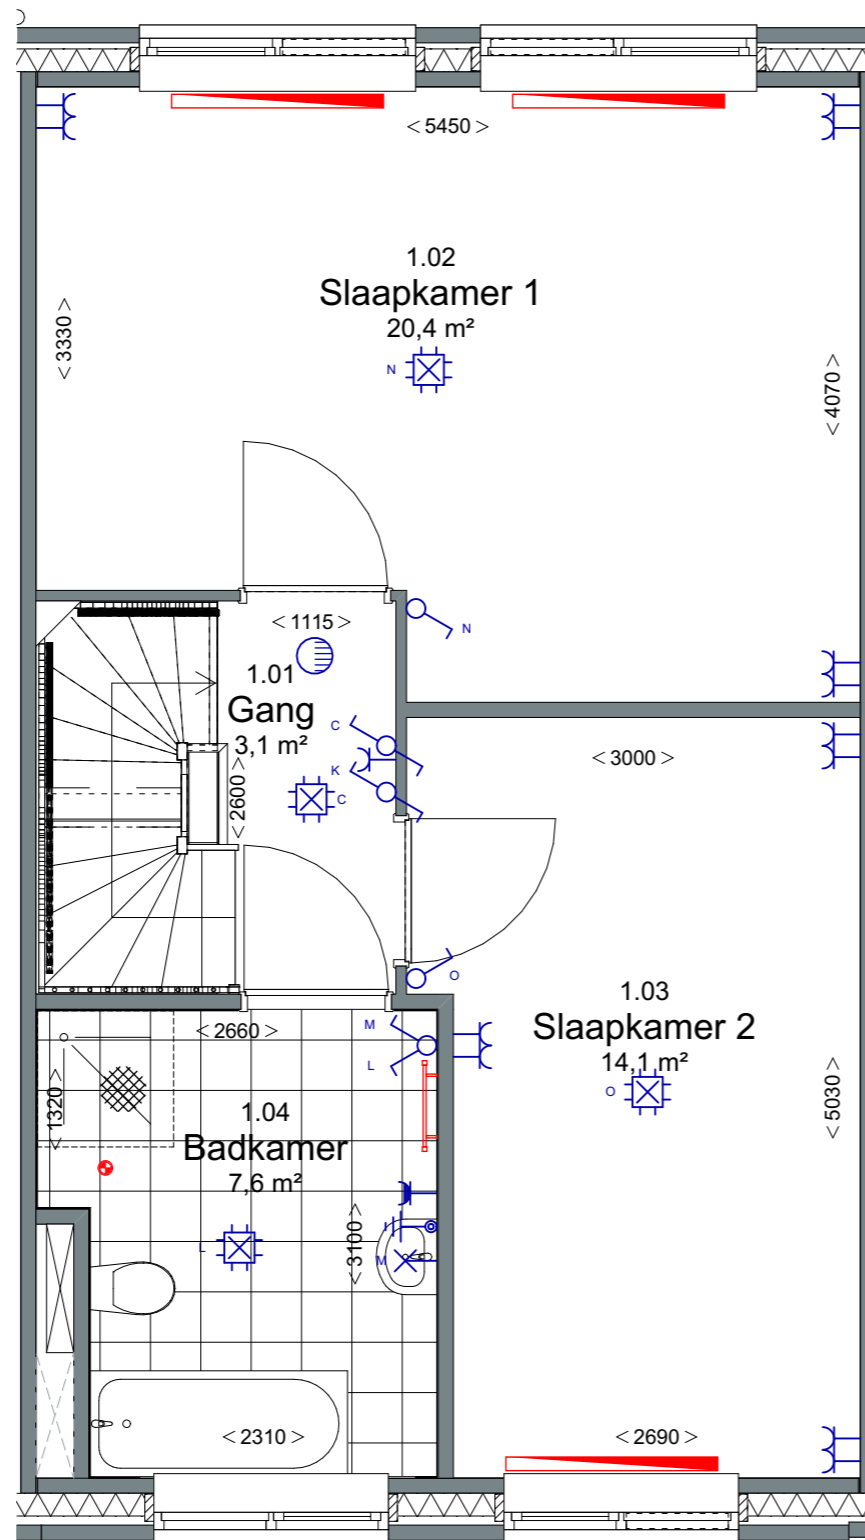 < 5450 >
1.02
Slaapkamer 1
20,4 m²
N
< 3330 >
< 4070 >
< 1115 >
N
1.01
Gang
3,1 m²
C
K
C
< 2600 >
< 3000 >
O
1.03
Slaapkamer 2
14,1 m²
O
< 5030 >
< 2660 >
M
L
< 1320 >
1.04
Badkamer
7,6 m²
L
< 3100 >
M
< 2310 >
< 2690 >